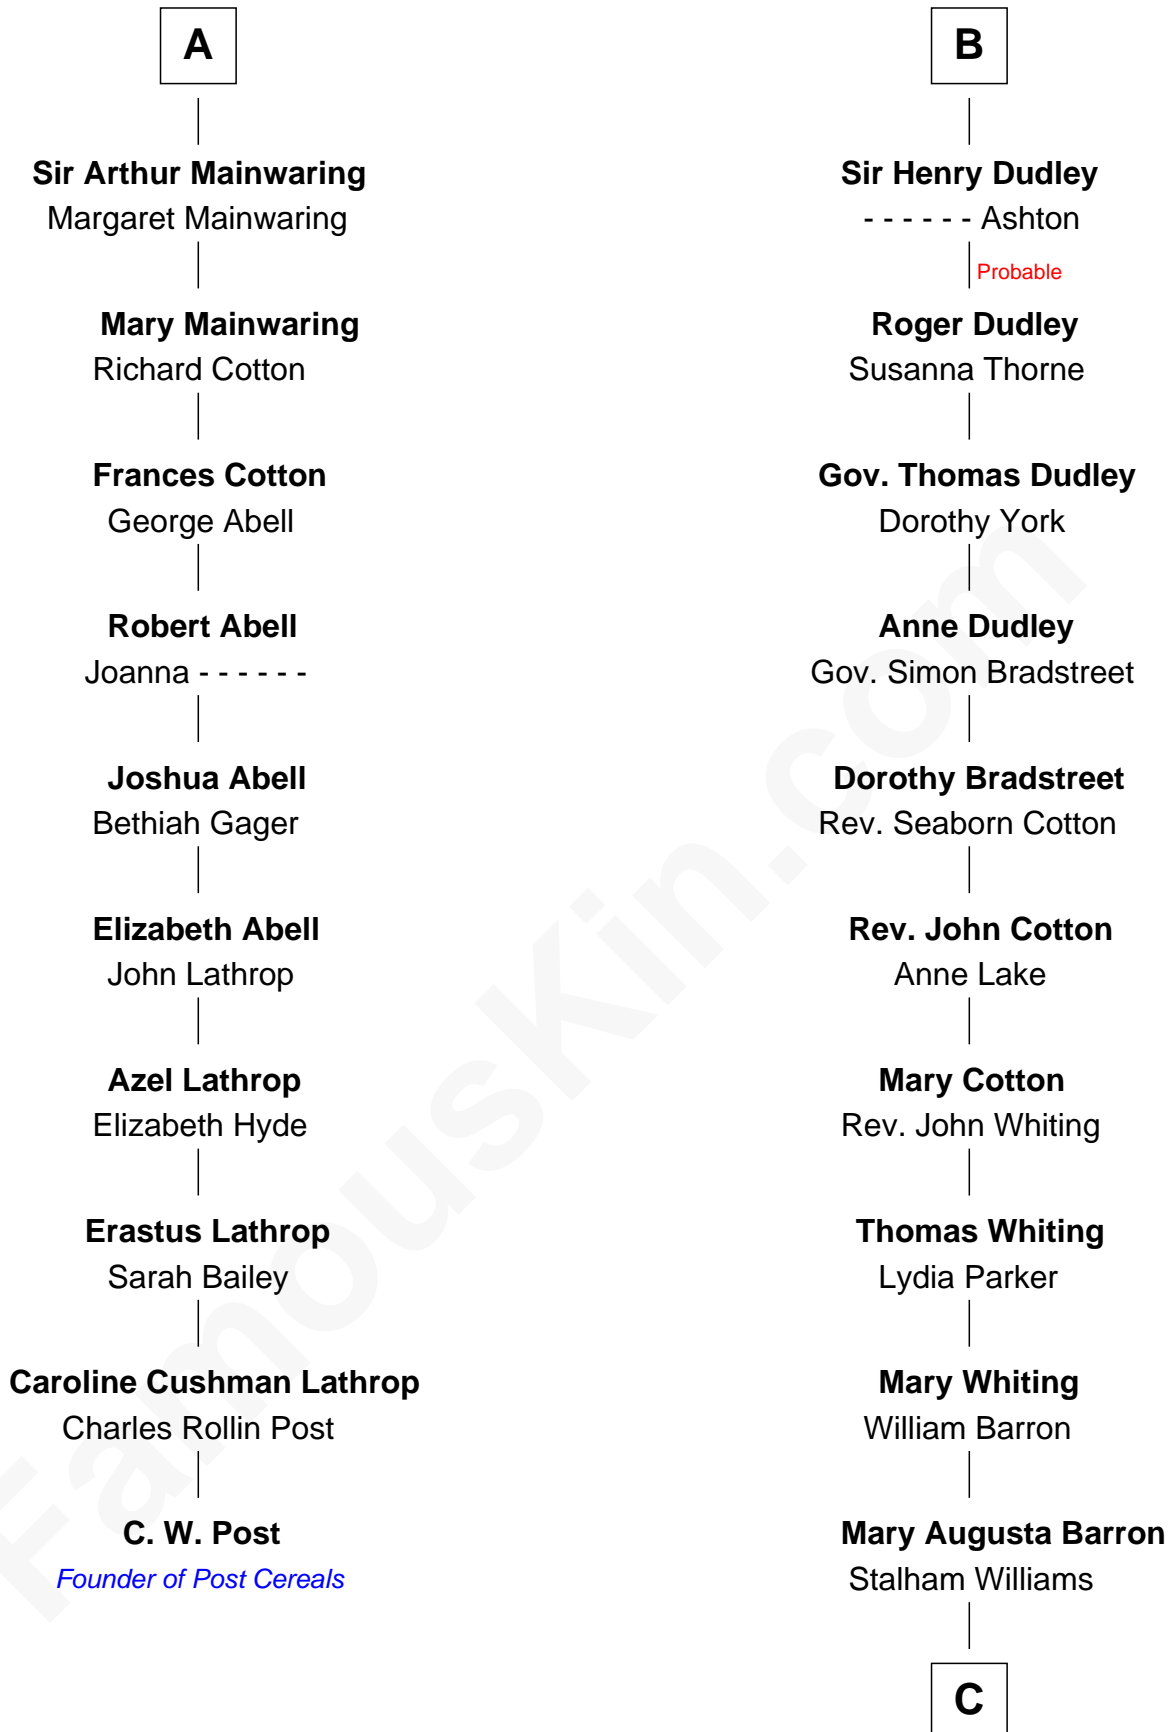 A
Sir Arthur Mainwaring
Margaret Mainwaring
Mary Mainwaring
Richard Cotton
Frances Cotton
George Abell
Robert Abell
Joanna - - - - - -
Joshua Abell
Bethiah Gager
Elizabeth Abell
John Lathrop
Azel Lathrop
Elizabeth Hyde
Erastus Lathrop
Sarah Bailey
Caroline Cushman Lathrop
Charles Rollin Post
C. W. Post
Founder of Post Cereals
B
Sir Henry Dudley
- - - - - - Ashton
Probable
Roger Dudley
Susanna Thorne
Gov. Thomas Dudley
Dorothy York
Anne Dudley
Gov. Simon Bradstreet
Dorothy Bradstreet
Rev. Seaborn Cotton
Rev. John Cotton
Anne Lake
Mary Cotton
Rev. John Whiting
Thomas Whiting
Lydia Parker
Mary Whiting
William Barron
Mary Augusta Barron
Stalham Williams
C
FamousKin.com